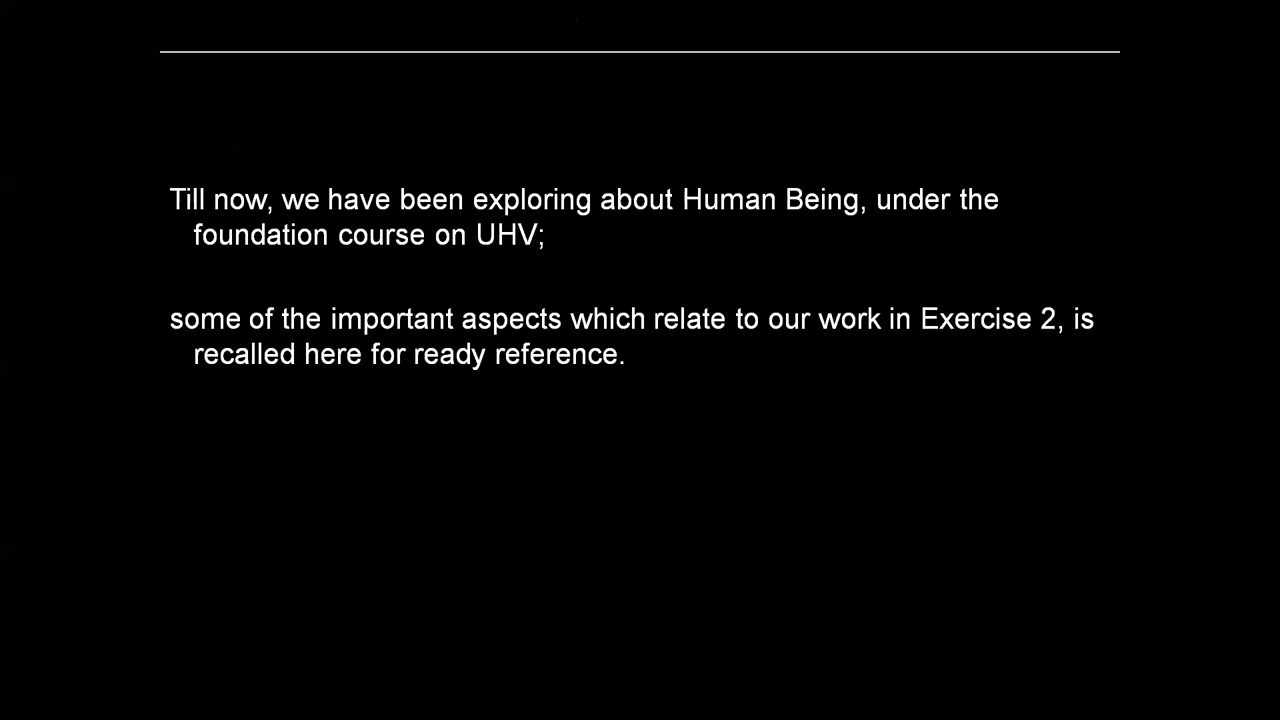 Till now, we have been exploring about Human Being, under the
foundation course on UHV;
some of the important aspects which relate to our work in Exercise 2, is
recalled here for ready reference.